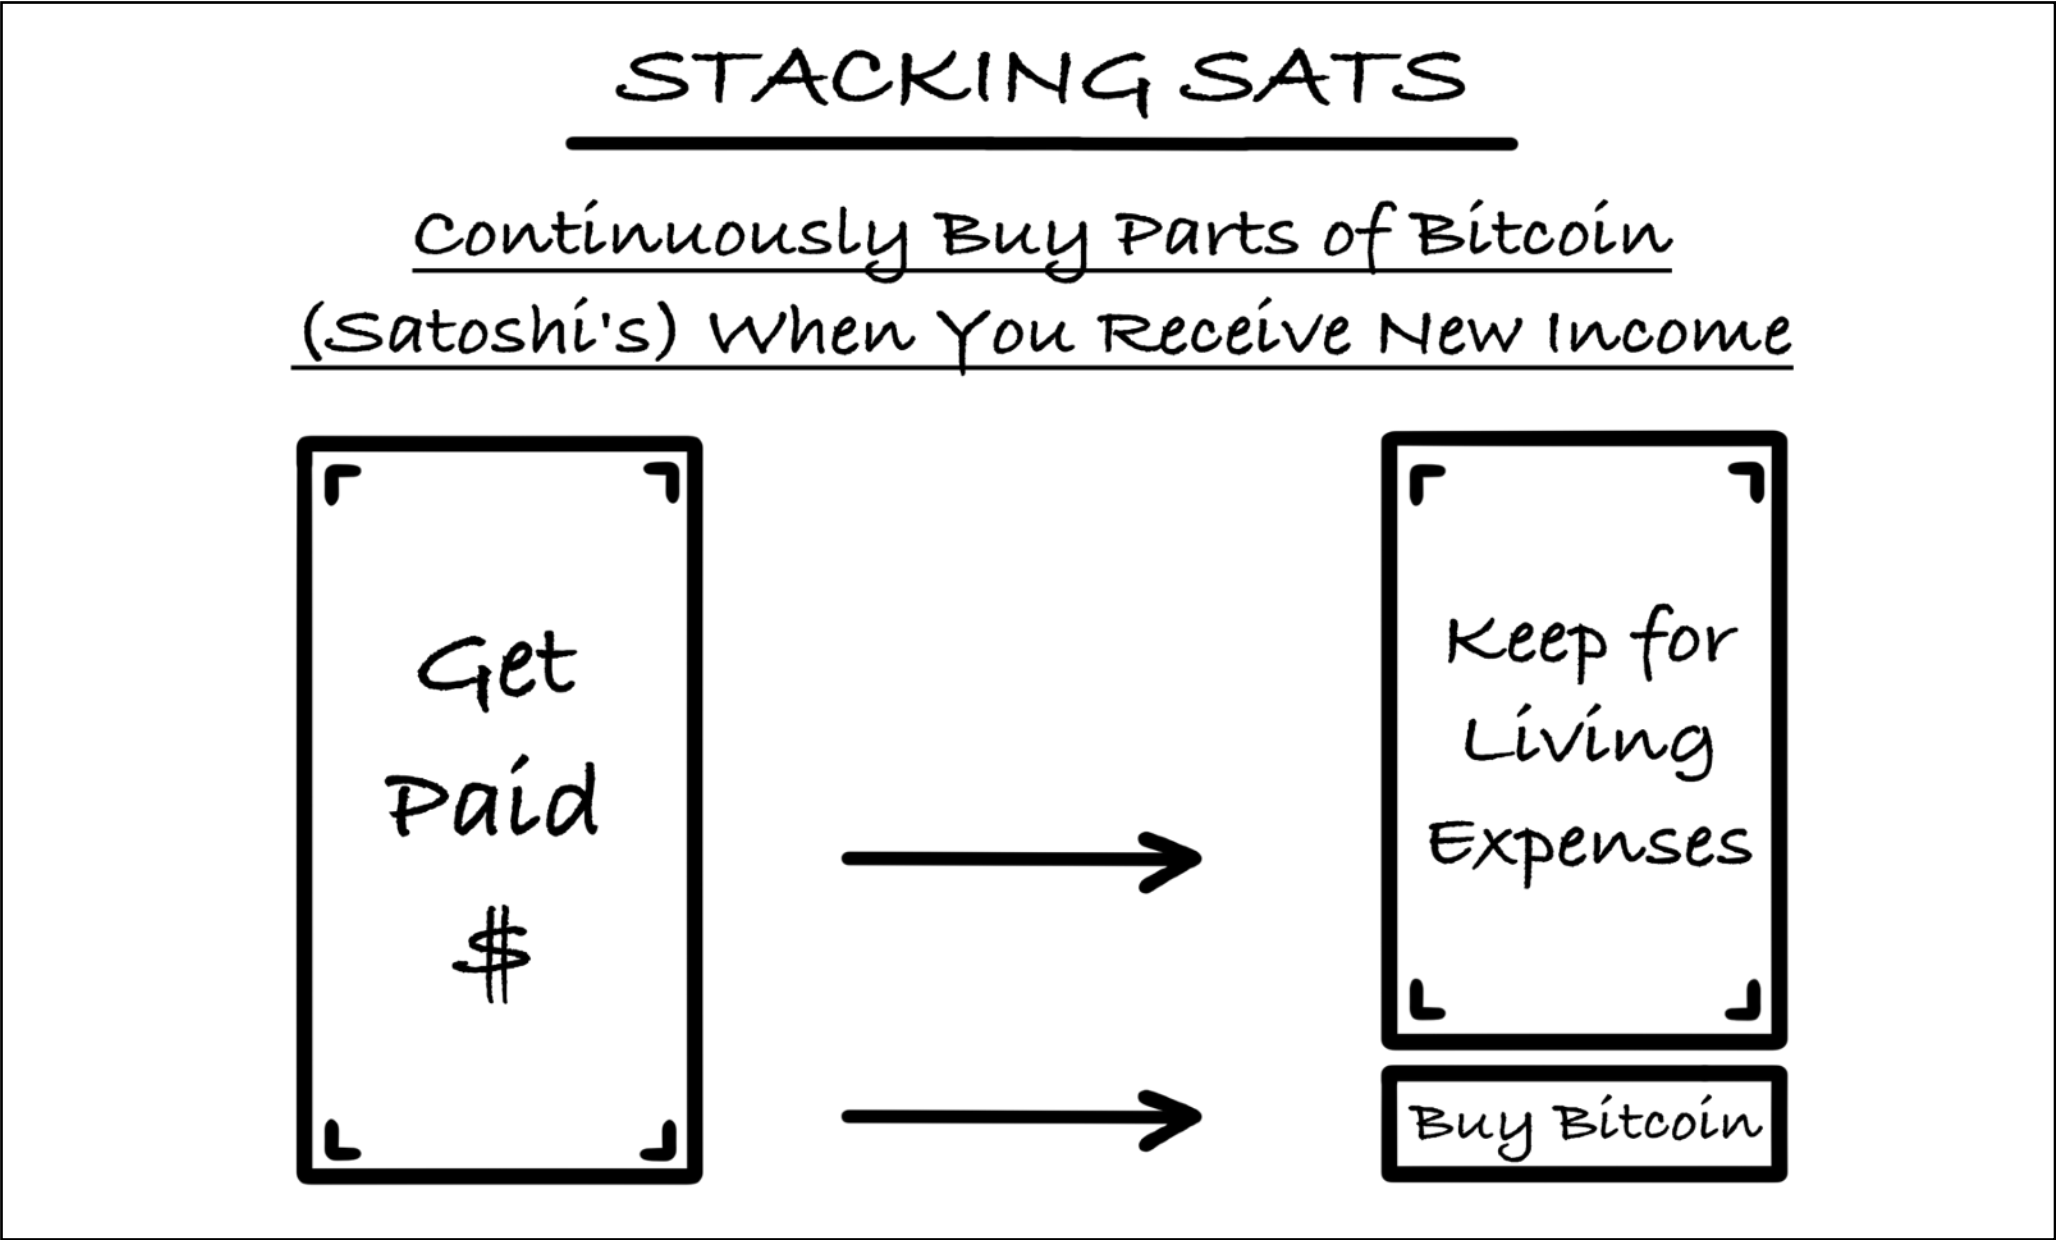 STACKING SATS
Continuously Buy Parts of Bitcoin
(Satoshi's) When You Receive New Income
Get
Paid
$
Keep for
Living
Expenses
Buy Bitcoin